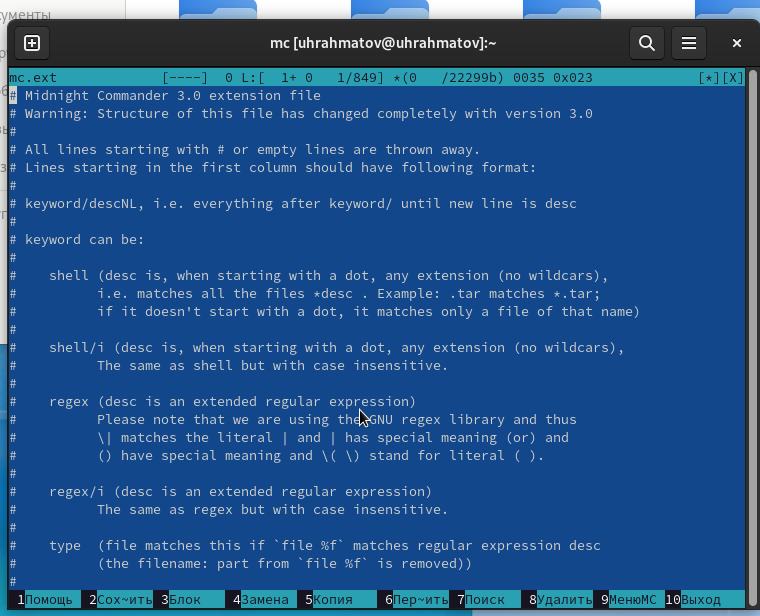 кументы
mc [uhrahmatov@uhrahmatov]:~
mc.ext [----] 0 L:[ 1+ 0 1/849] *(0 /22299b) 0035 0x023 [*][X]
# Midnight Commander 3.0 extension file
# Warning: Structure of this file has changed completely with version 3.0
#
# All lines starting with # or empty lines are thrown away.
# Lines starting in the first column should have following format:
#
# keyword/descNL, i.e. everything after keyword/ until new line is desc
#
# keyword can be:
#
# shell (desc is, when starting with a dot, any extension (no wildcars),
# i.e. matches all the files *desc . Example: .tar matches *.tar;
# if it doesn't start with a dot, it matches only a file of that name)
#
# shell/i (desc is, when starting with a dot, any extension (no wildcars),
# The same as shell but with case insensitive.
#
# regex (desc is an extended regular expression)
# Please note that we are using the GNU regex library and thus
# \| matches the literal | and | has special meaning (or) and
# () have special meaning and \( \) stand for literal ( ).
#
# regex/i (desc is an extended regular expression)
# The same as regex but with case insensitive.
#
# type (file matches this if `file %f` matches regular expression desc
# (the filename: part from `file %f` is removed))
#
1Помощь 2Сох~ить 3Блок 4Замена 5Копия 6Пер~ить 7Поиск 8Удалить 9МенюМС 10Выход